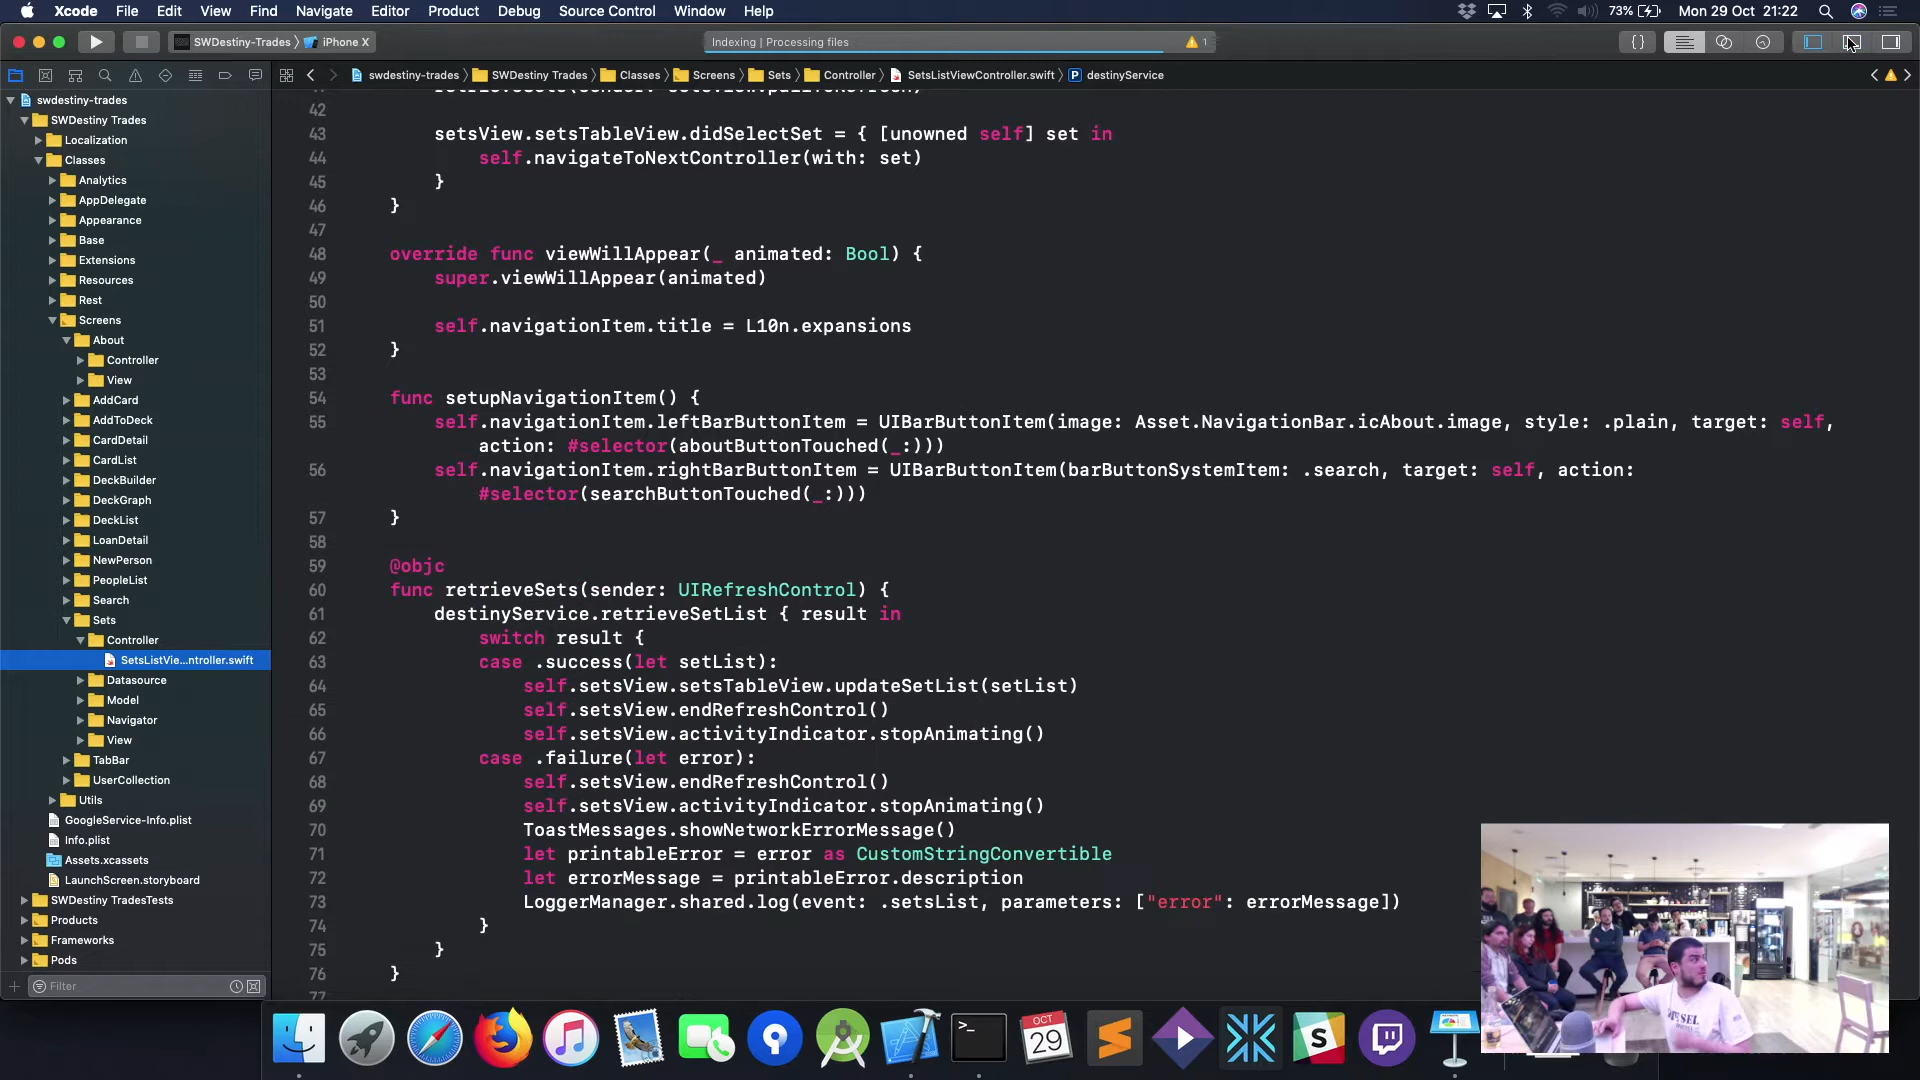 Xcode File Edit View Find Navigate Editor Product Debug Source Control Window Help
73% Mon 29 Oct 21:22
SWDestiny-Trades iPhone X
Indexing | Processing files
1
swdestiny-trades SWDestiny Trades Classes Screens Sets Controller SetsListViewController.swift P destinyService
swdestiny-trades
SWDestiny Trades
Localization
Classes
Analytics
AppDelegate
Appearance
Base
Extensions
Resources
Rest
Screens
About
Controller
View
AddCard
AddToDeck
CardDetail
CardList
DeckBuilder
DeckGraph
DeckList
LoanDetail
NewPerson
PeopleList
Search
Sets
Controller
SetsListVie...ntroller.swift
Datasource
Model
Navigator
View
TabBar
UserCollection
Utils
GoogleService-Info.plist
Info.plist
Assets.xcassets
LaunchScreen.storyboard
SWDestiny TradesTests
Products
Frameworks
Pods
Filter
42
43 setsView.setsTableView.didSelectSet = { [unowned self] set in
44 self.navigateToNextController(with: set)
45 }
46 }
47
48 override func viewWillAppear(_ animated: Bool) {
49 super.viewWillAppear(animated)
50
51 self.navigationItem.title = L10n.expansions
52 }
53
54 func setupNavigationItem() {
55 self.navigationItem.leftBarButtonItem = UIBarButtonItem(image: Asset.NavigationBar.icAbout.image, style: .plain, target: self,
action: #selector(aboutButtonTouched(_:)))
56 self.navigationItem.rightBarButtonItem = UIBarButtonItem(barButtonSystemItem: .search, target: self, action:
#selector(searchButtonTouched(_:)))
57 }
58
59 @objc
60 func retrieveSets(sender: UIRefreshControl) {
61 destinyService.retrieveSetList { result in
62 switch result {
63 case .success(let setList):
64 self.setsView.setsTableView.updateSetList(setList)
65 self.setsView.endRefreshControl()
66 self.setsView.activityIndicator.stopAnimating()
67 case .failure(let error):
68 self.setsView.endRefreshControl()
69 self.setsView.activityIndicator.stopAnimating()
70 ToastMessages.showNetworkErrorMessage()
71 let printableError = error as CustomStringConvertible
72 let errorMessage = printableError.description
73 LoggerManager.shared.log(event: .setsList, parameters: ["error": errorMessage])
74 }
75 }
76 }
77
OCT
29